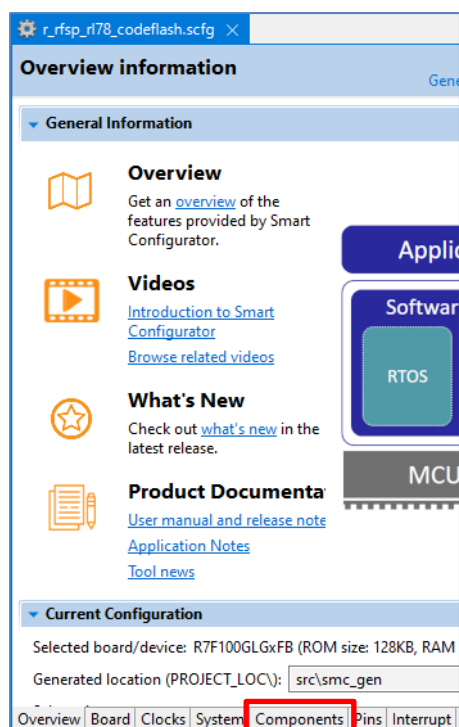 r_rfsp_rl78_codeflash.scfg
Overview information
Gene
General Information
Overview
Get an overview of the
features provided by Smart
Configurator.
Videos
Introduction to Smart
Configurator
Browse related videos
What's New
Check out what's new in the
latest release.
Product Documenta
User manual and release note
Application Notes
Tool news
Applic
Softwar
RTOS
MCU
Current Configuration
Selected board/device: R7F100GLGxFB (ROM size: 128KB, RAM
Generated location (PROJECT_LOC\): src\smc_gen
Overview Board Clocks System Components Pins Interrupt